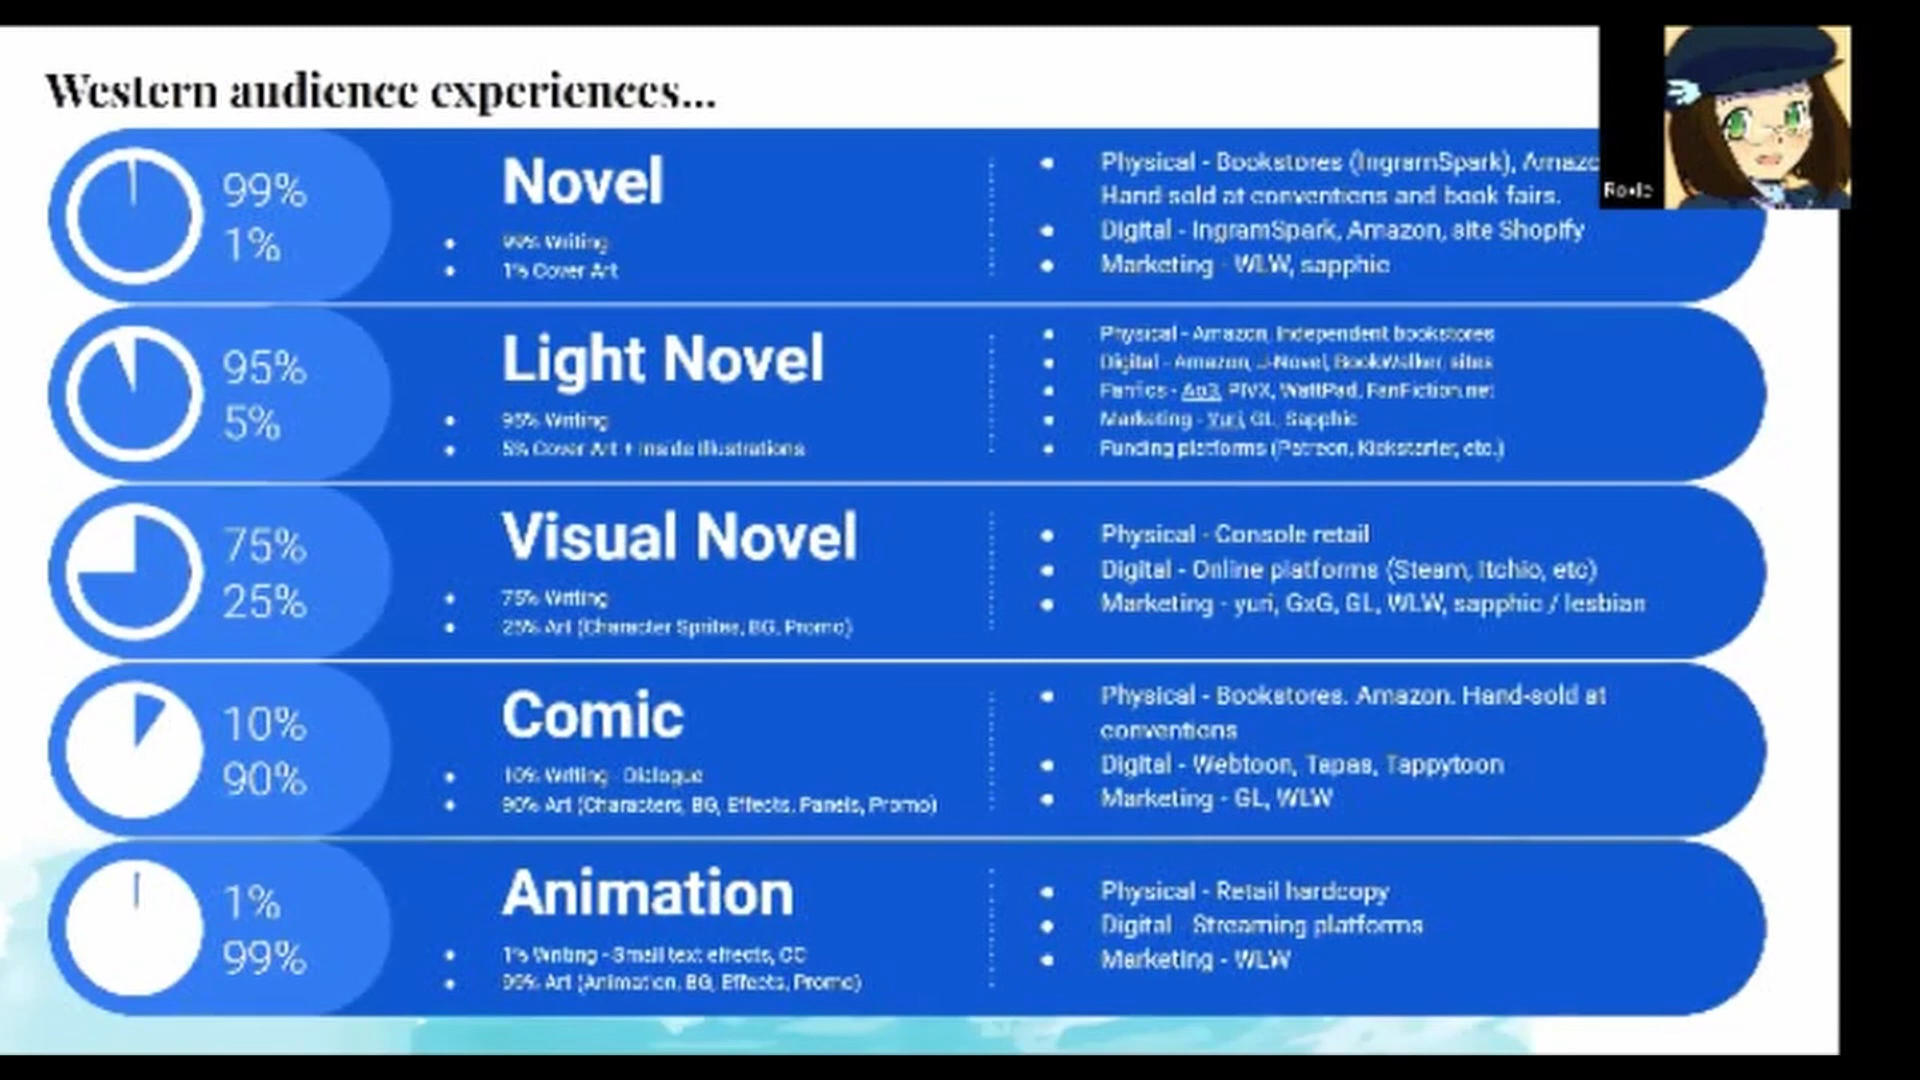 Western audience experiences...
99%
1%
Novel
99% Writing
1% Cover Art
Physical - Bookstores (IngramSpark),
Hand sold at conventions and book fairs.
Digital - IngramSpark, Amazon, site Shopify
Marketing - WLW, sapphic
Roxie
95%
5%
Light Novel
95% Writing
5% Cover Art + Inside Illustrations
Physical - Amazon, Independent bookstores
Digital - Amazon, J-Novel, BookWalker, sites
Fanfics - Ao3, PIVX, WattPad, FanFiction.net
Marketing - Yuri, GL, Sapphic
Funding platforms (Patreon, Kickstarter, etc.)
75%
25%
Visual Novel
75% Writing
25% Art (Character Sprites, BG, Promo)
Physical - Console retail
Digital - Online platforms (Steam, Itchio, etc)
Marketing - yuri, GxG, GL, WLW, sapphic / lesbian
10%
90%
Comic
10% Writing - Dialogue
90% Art (Characters, BG, Effects, Panels, Promo)
Physical - Bookstores. Amazon. Hand-sold at
conventions
Digital - Webtoon, Tapas, Tappytoon
Marketing - GL, WLW
1%
99%
Animation
1% Writing - Small text effects, CC
99% Art (Animation, BG, Effects, Promo)
Physical - Retail hardcopy
Digital - Streaming platforms
Marketing - WLW